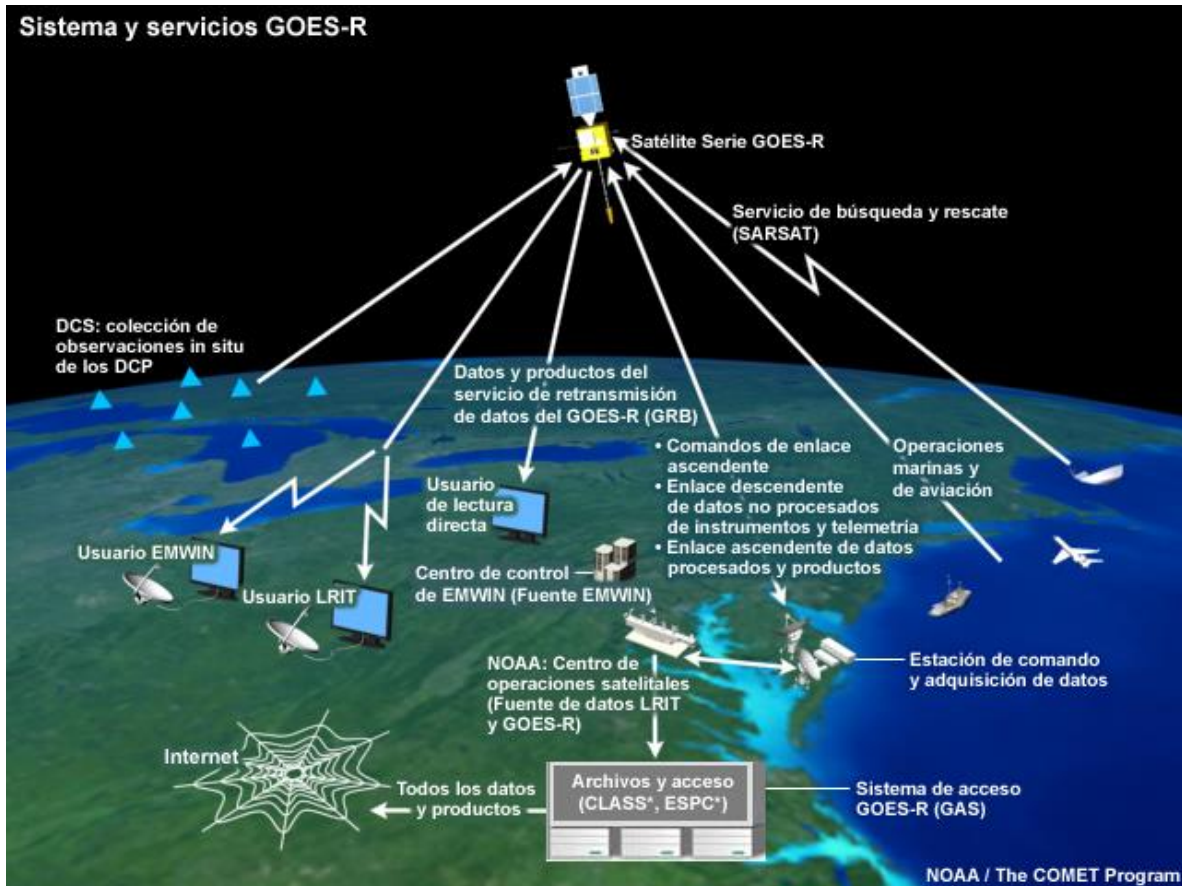 Sistema y servicios GOES-R
Satélite Serie GOES-R
Servicio de búsqueda y rescate
(SARSAT)
DCS: colección de
observaciones in situ
de los DCP
Datos y productos del
servicio de retransmisión
de datos del GOES-R (GRB)
• Comandos de enlace
ascendente
• Enlace descendente
de datos no procesados
de instrumentos y telemetría
• Enlace ascendente de datos
procesados y productos
Operaciones
marinas y
de aviación
Usuario
de lectura
directa
Usuario EMWIN
Usuario LRIT
Centro de control
de EMWIN (Fuente EMWIN)
NOAA: Centro de
operaciones satelitales
(Fuente de datos LRIT
y GOES-R)
Estación de comando
y adquisición de datos
Internet
Todos los datos
y productos
Archivos y acceso
(CLASS*, ESPC*)
Sistema de acceso
GOES-R (GAS)
NOAA / The COMET Program